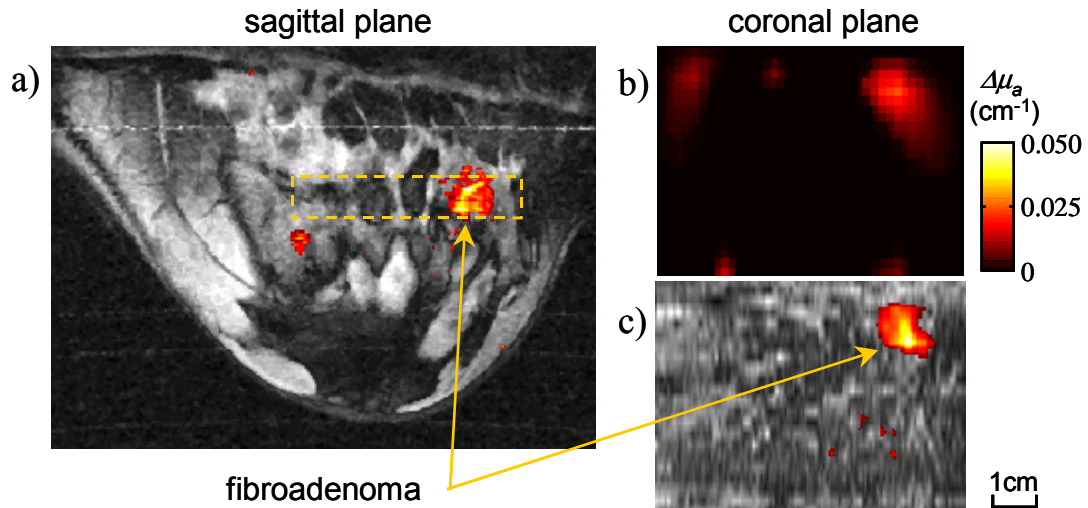 sagittal plane
coronal plane
a)
b)
Δμa
(cm-1)
0.050
0.025
0
c)
fibroadenoma
1cm